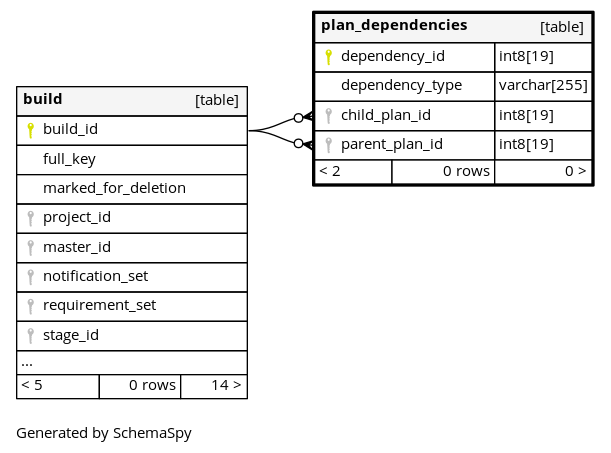 plan_dependencies [table]
dependency_id int8[19]
dependency_type varchar[255]
child_plan_id int8[19]
parent_plan_id int8[19]
< 2 0 rows 0 >
build [table]
build_id
full_key
marked_for_deletion
project_id
master_id
notification_set
requirement_set
stage_id
...
< 5 0 rows 14 >
Generated by SchemaSpy